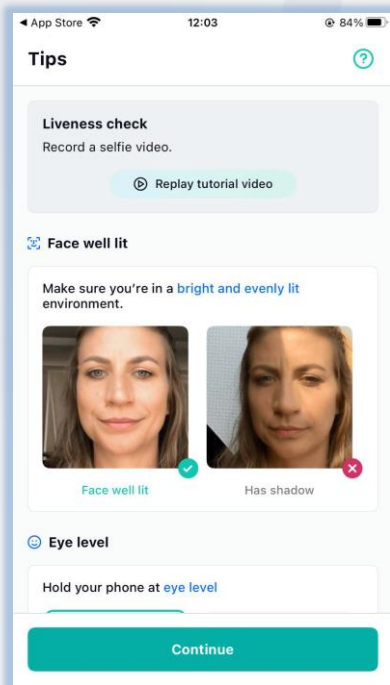 App Store 12:03 84%
Tips
Liveness check
Record a selfie video.
Replay tutorial video
Face well lit
Make sure you're in a bright and evenly lit
environment.
Face well lit Has shadow
Eye level
Hold your phone at eye level
Continue